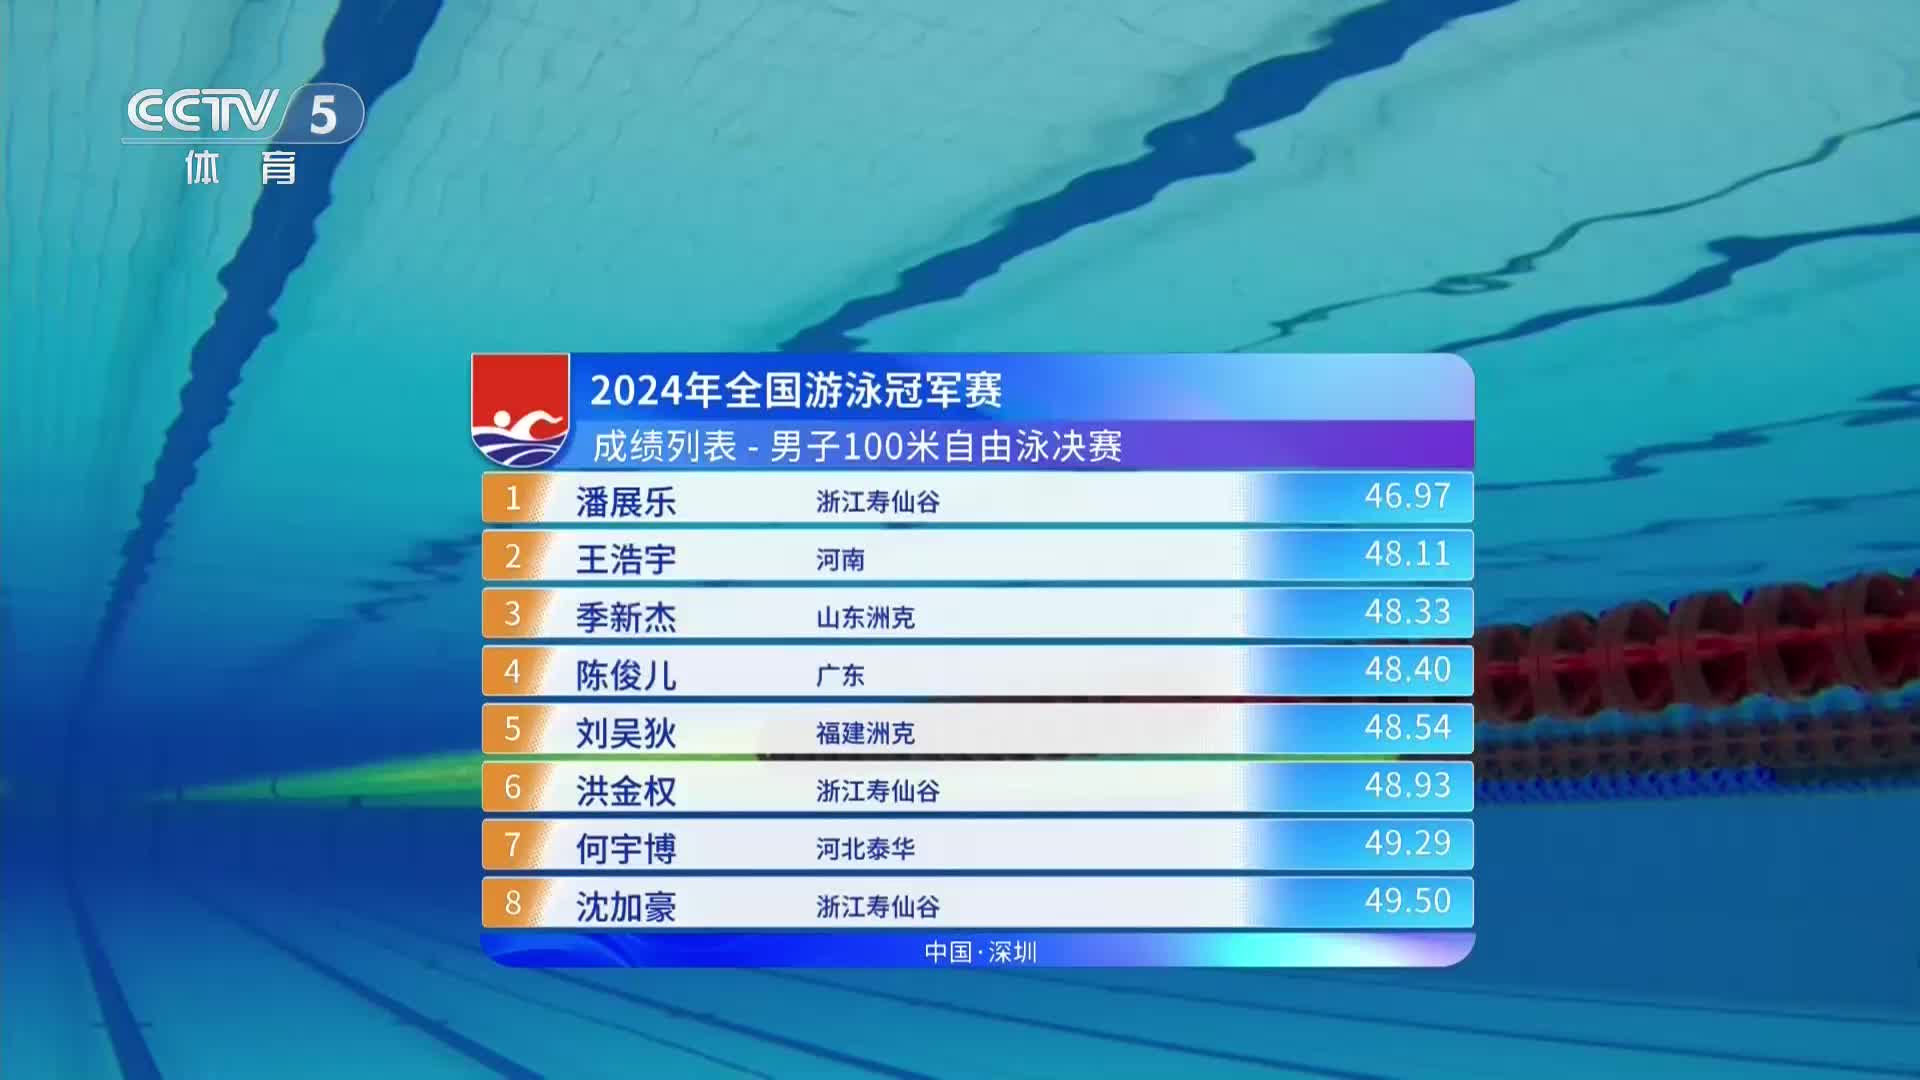 CCTV 5
体 育
2024年全国游泳冠军赛
成绩列表 - 男子100米自由泳决赛
1 潘展乐 浙江寿仙谷 46.97
2 王浩宇 河南 48.11
3 季新杰 山东洲克 48.33
4 陈俊儿 广东 48.40
5 刘吴狄 福建洲克 48.54
6 洪金权 浙江寿仙谷 48.93
7 何宇博 河北泰华 49.29
8 沈加豪 浙江寿仙谷 49.50
中国·深圳